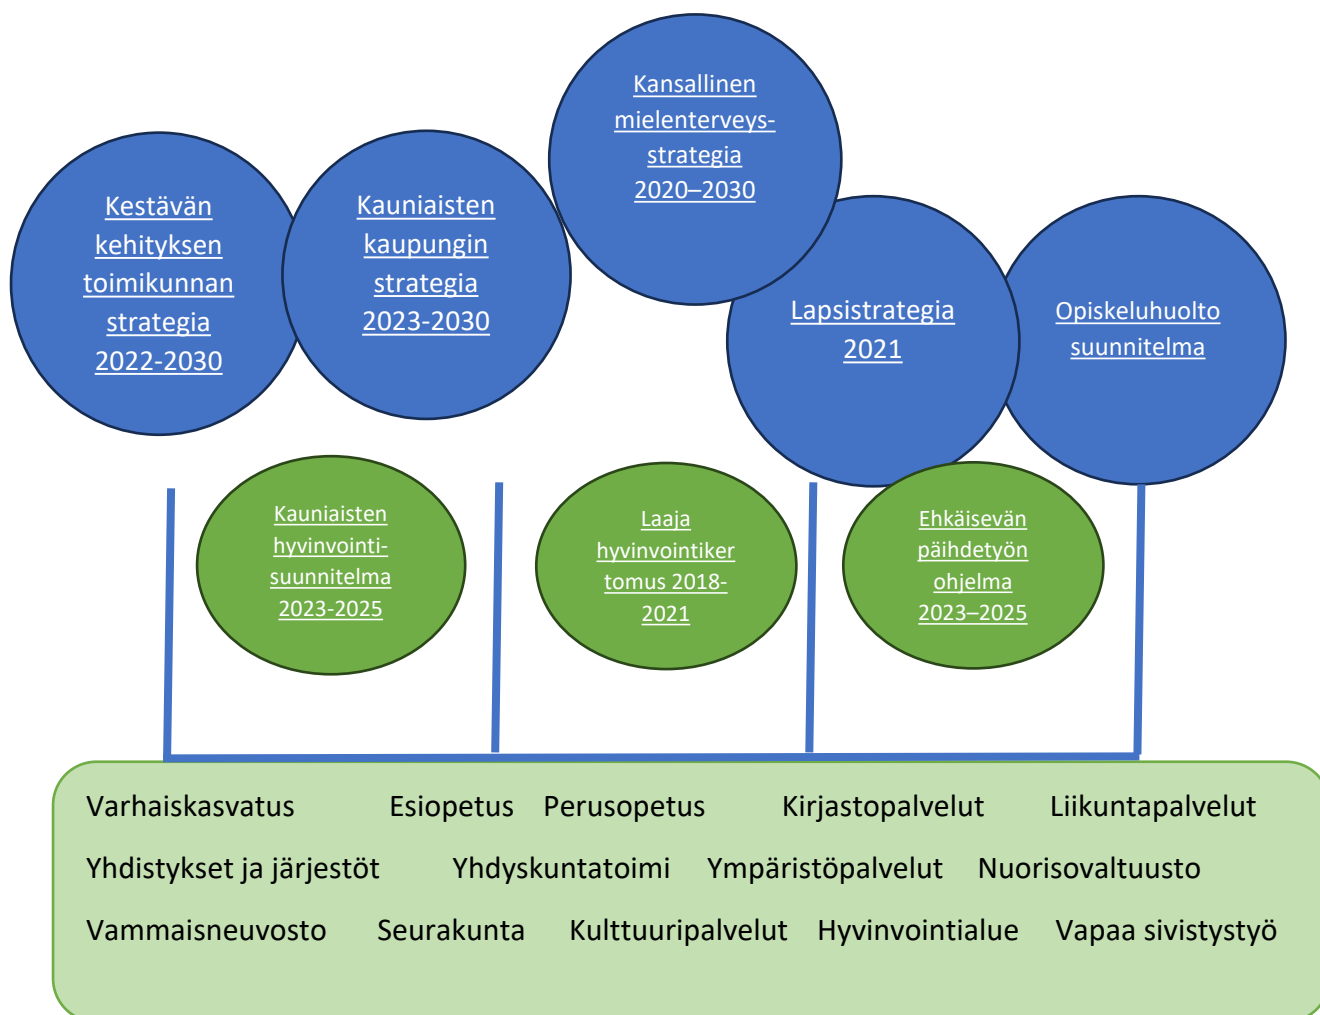 Kestävän
kehityksen
toimikunnan
strategia
2022-2030
Kauniaisten
kaupungin
strategia
2023-2030
Kansallinen
mielenterveys-
strategia
2020–2030
Lapsistrategia
2021
Opiskeluhuolto
suunnitelma
Kauniaisten
hyvinvointi-
suunnitelma
2023-2025
Laaja
hyvinvointiker
tomus 2018-
2021
Ehkäisevän
päihdetyön
ohjelma
2023–2025
Varhaiskasvatus Esiopetus Perusopetus Kirjastopalvelut Liikuntapalvelut
Yhdistykset ja järjestöt Yhdyskuntatoimi Ympäristöpalvelut Nuorisovaltuusto
Vammaisneuvosto Seurakunta Kulttuuripalvelut Hyvinvointialue Vapaa sivistystyö